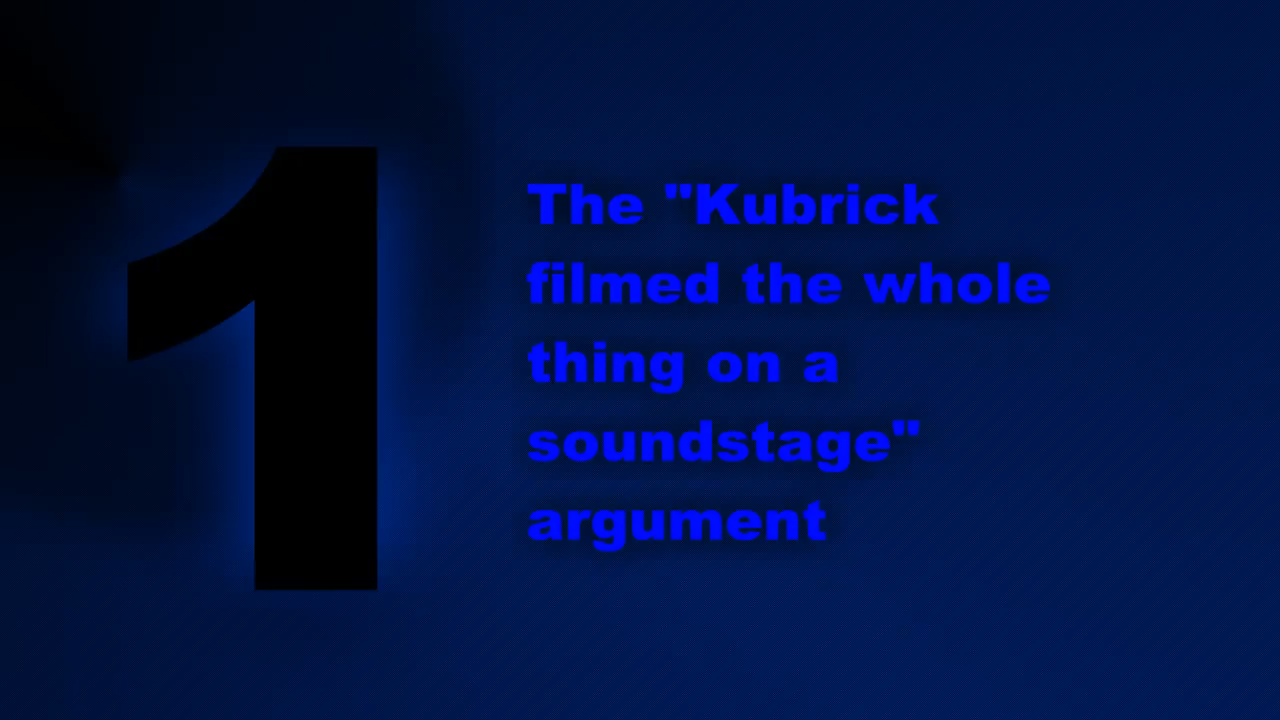 1
The "Kubrick
filmed the whole
thing on a
soundstage"
argument